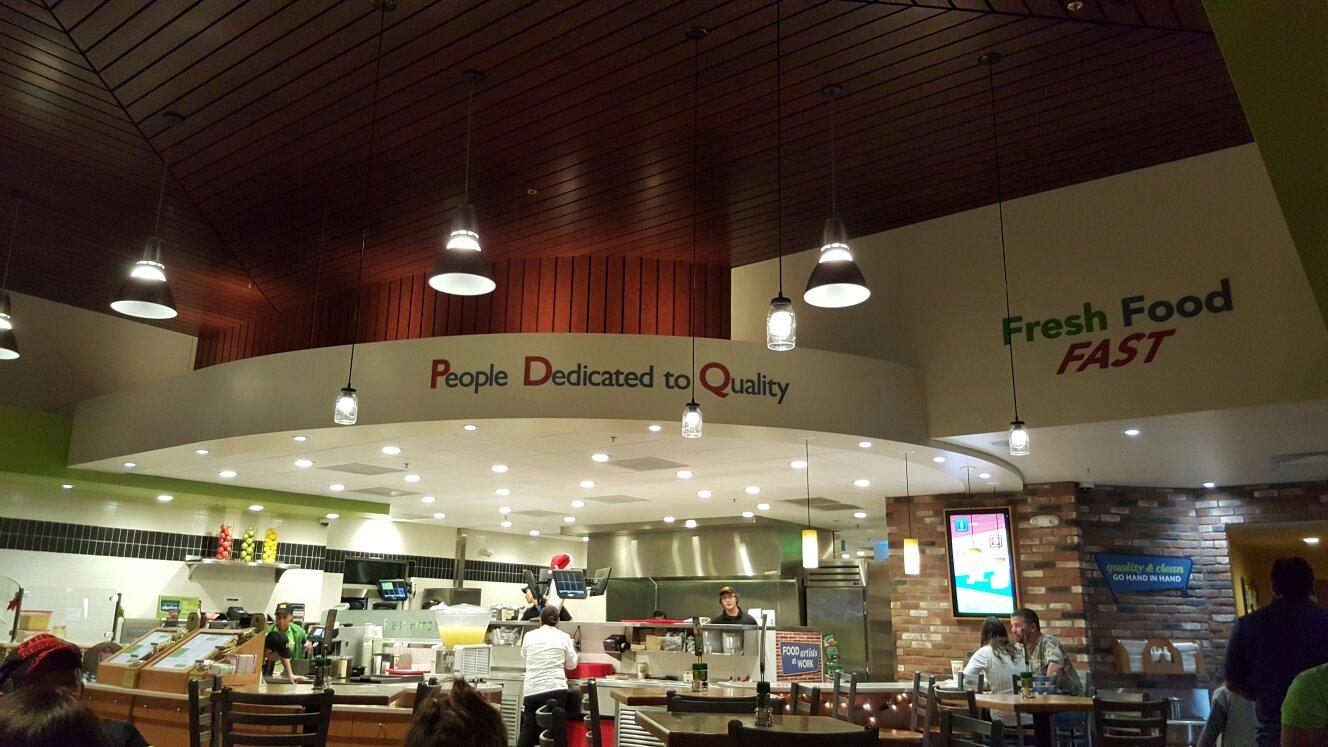 People Dedicated to Quality
Fresh Food
FAST
quality & clean
GO HAND IN HAND
FOOD artists
at WORK